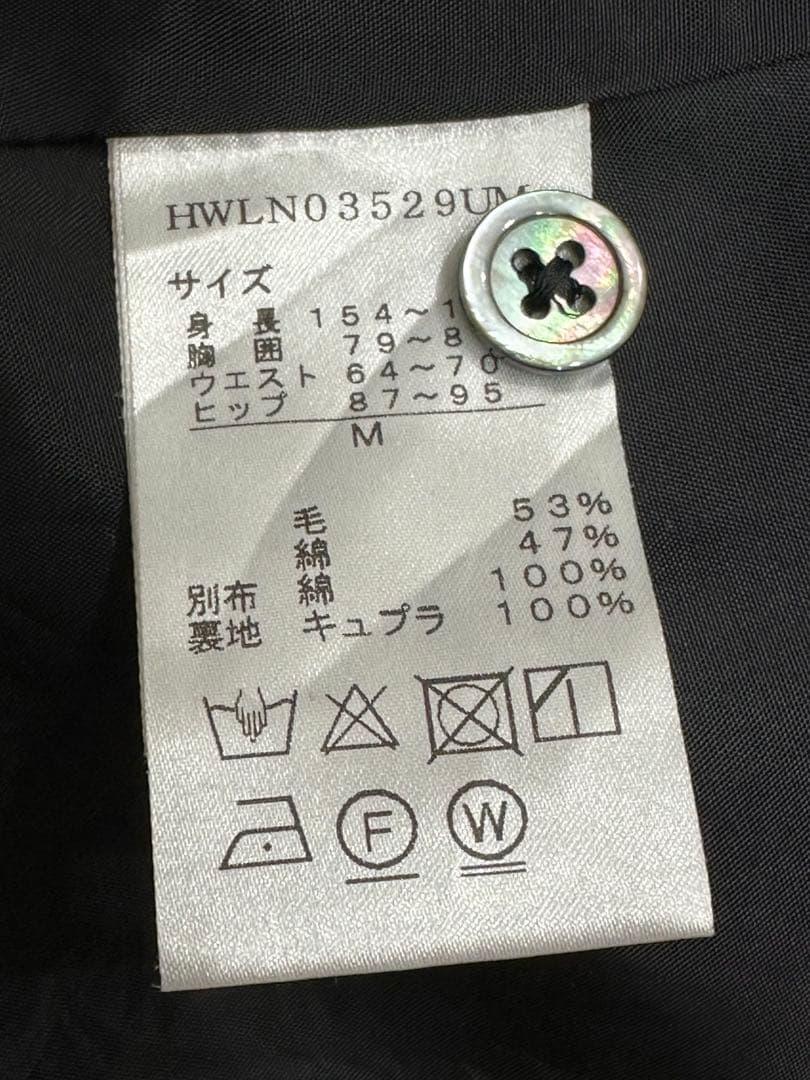 HWLN03529UM
サイズ
身長 154～1
胸囲 79～8
ウエスト 64～70
ヒップ 87～95
M
毛 53%
綿 47%
別布 綿 100%
裏地 キュプラ 100%
F W